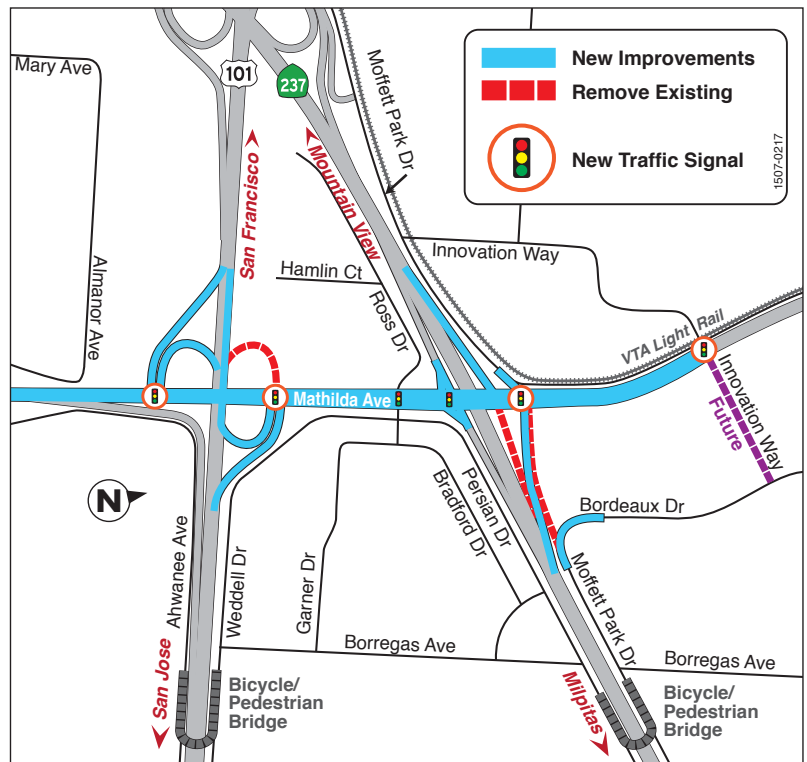 Mary Ave
101
237
Moffett Park Dr
New Improvements
Remove Existing
New Traffic Signal
1507-0217
San Francisco
Mountain View
Almanor Ave
Hamlin Ct
Ross Dr
Innovation Way
VTA Light Rail
Mathilda Ave
Innovation Way
Future
N
Ahwanee Ave
Weddell Dr
Garner Dr
Bradford Dr
Persian Dr
Bordeaux Dr
Moffett Park Dr
Borregas Ave
Borregas Ave
San Jose
Bicycle/
Pedestrian
Bridge
Milpitas
Bicycle/
Pedestrian
Bridge